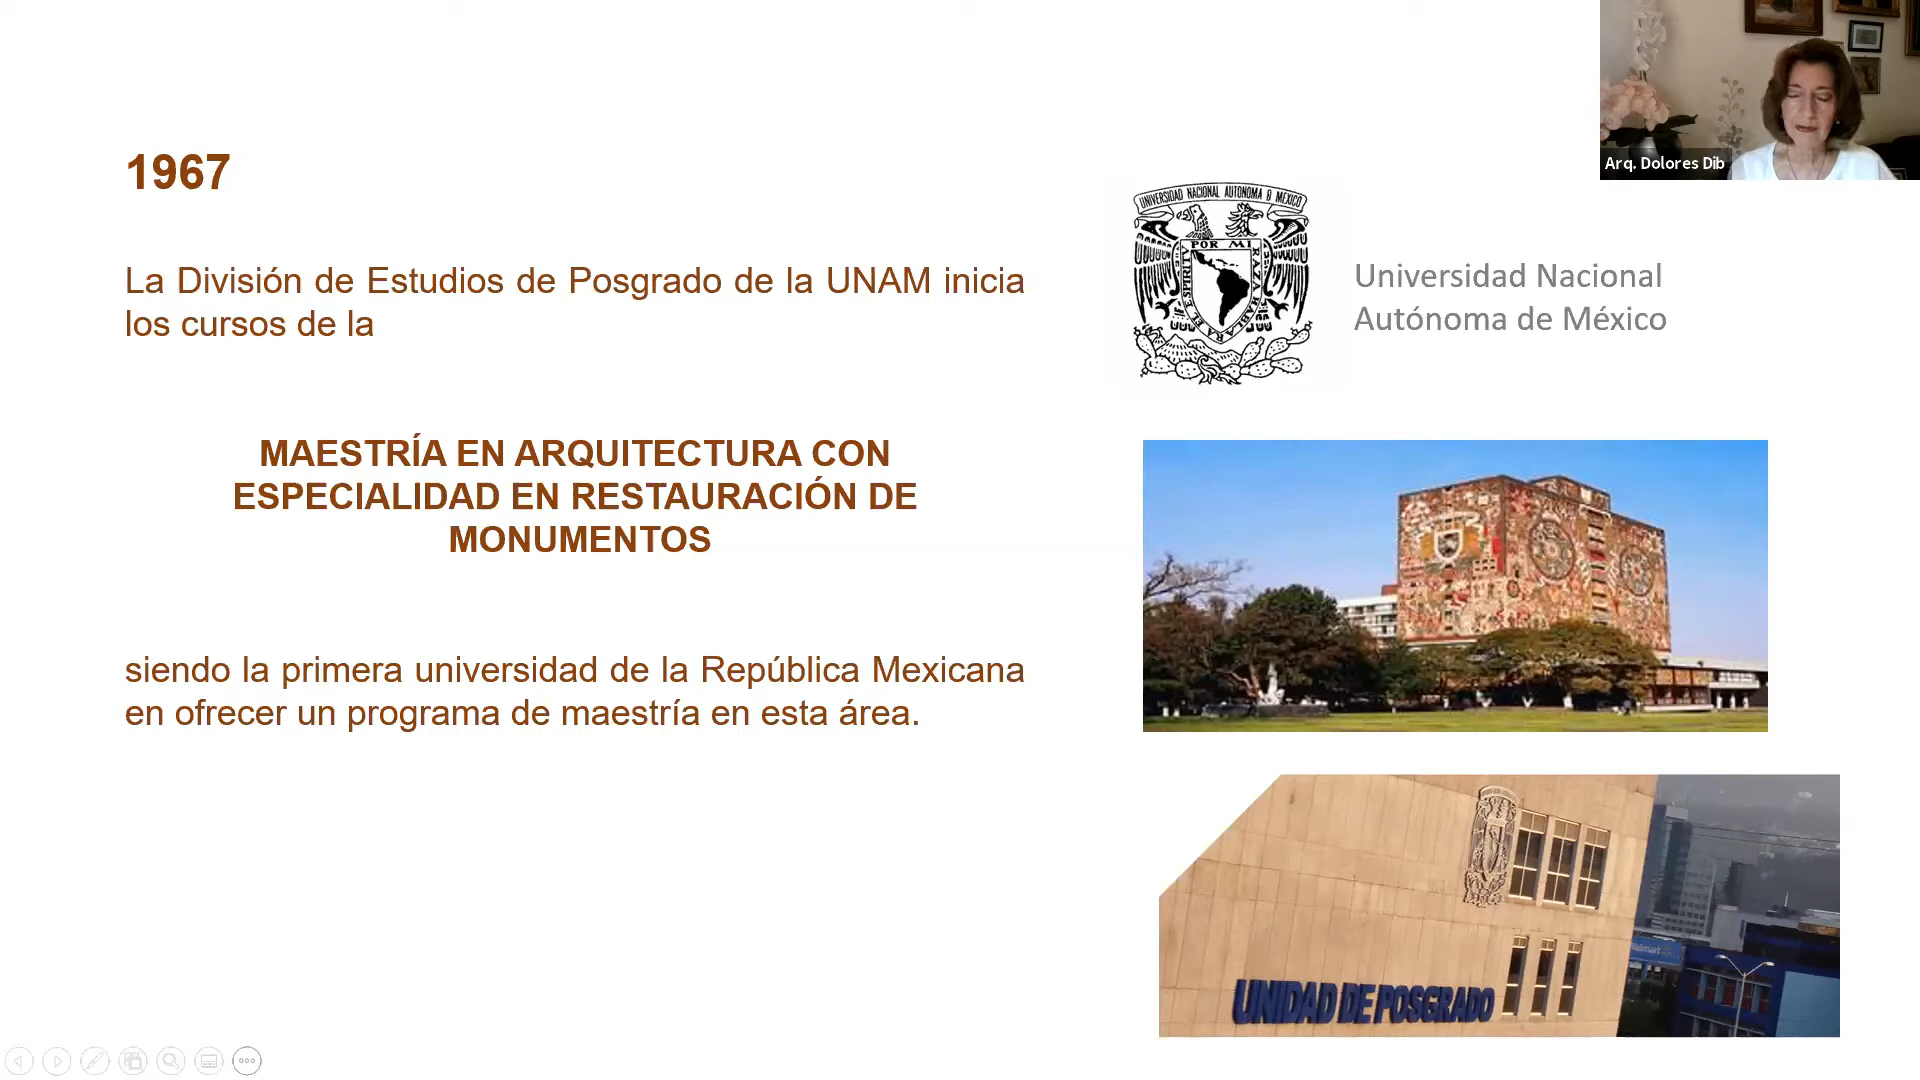 1967
La División de Estudios de Posgrado de la UNAM inicia
los cursos de la
MAESTRÍA EN ARQUITECTURA CON
ESPECIALIDAD EN RESTAURACIÓN DE
MONUMENTOS
siendo la primera universidad de la República Mexicana
en ofrecer un programa de maestría en esta área.
Arq. Dolores Dib
UNIVERSIDAD NACIONAL AUTONOMA D MEXICO
POR MI RAZA HABLARA EL ESPIRITV
Universidad Nacional
Autónoma de México
UNIDAD DE POSGRADO
Walmart